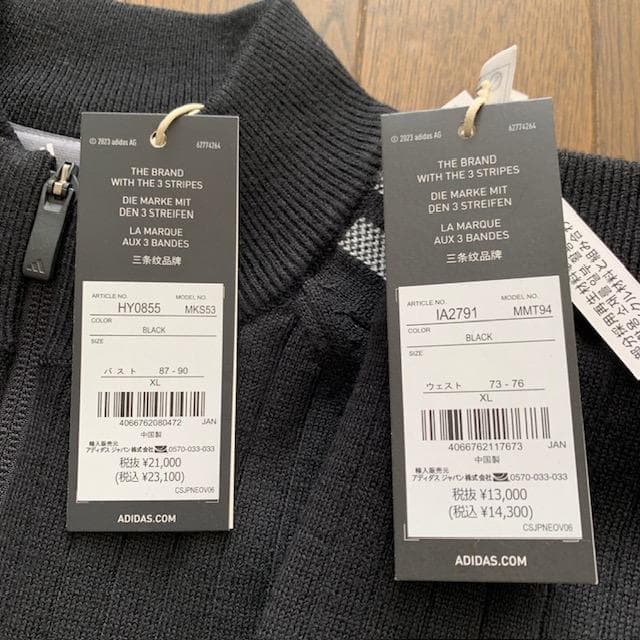 © 2023 adidas AG 62774264
THE BRAND
WITH THE 3 STRIPES
DIE MARKE MIT
DEN 3 STREIFEN
LA MARQUE
AUX 3 BANDES
三条纹品牌
ARTICLE NO. MODEL NO.
HY0855 MKS53
COLOR
BLACK
SIZE
バスト 87 - 90
XL
4066762080472 JAN
中国製
輸入販売元
アディダス ジャパン株式会社 0570-033-033
税抜 ¥21,000
(税込 ¥23,100)
CSJPNEOV06
ADIDAS.COM
© 2023 adidas AG 62774264
THE BRAND
WITH THE 3 STRIPES
DIE MARKE MIT
DEN 3 STREIFEN
LA MARQUE
AUX 3 BANDES
三条纹品牌
ARTICLE NO. MODEL NO.
IA2791 MMT94
COLOR
BLACK
SIZE
ウェスト 73 - 76
XL
4066762117673 JAN
中国製
輸入販売元
アディダス ジャパン株式会社 0570-033-033
税抜 ¥13,000
(税込 ¥14,300)
CSJPNEOV06
ADIDAS.COM